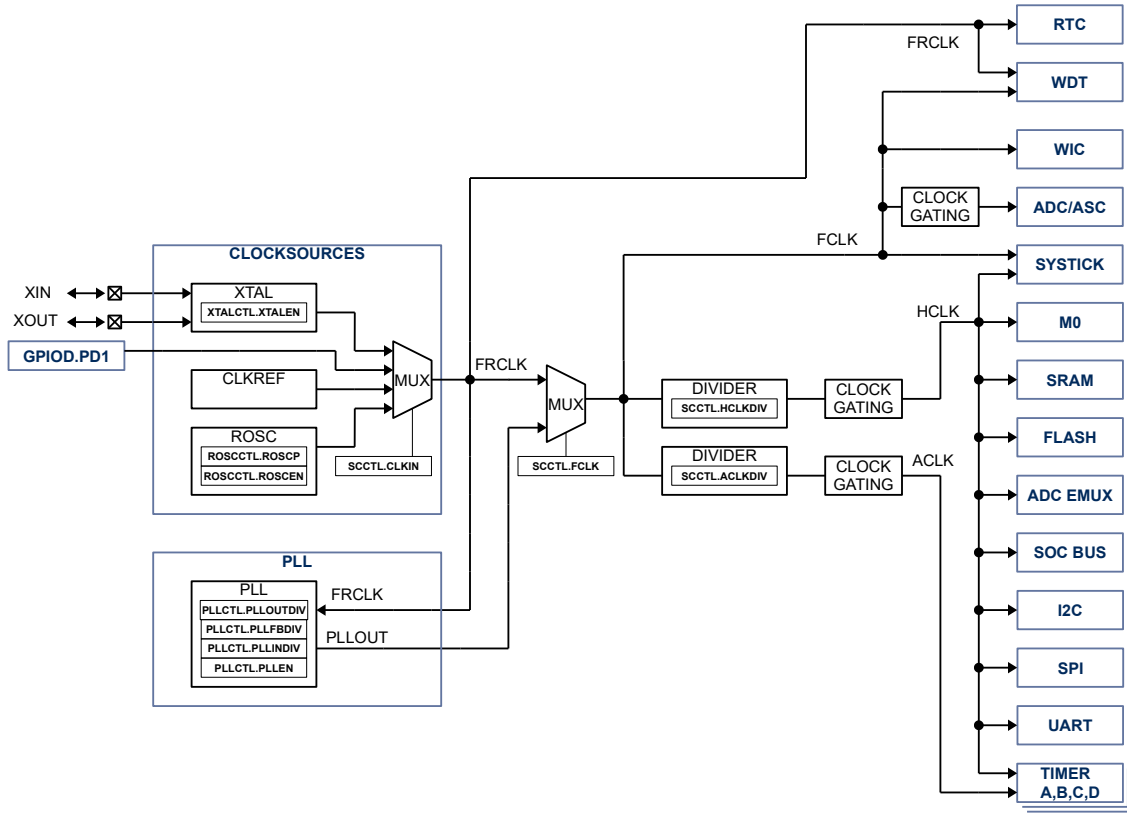 RTC
FRCLK
WDT
WIC
CLOCK
GATING
ADC/ASC
FCLK
SYSTICK
CLOCKSOURCES
XIN
XTAL
XTALCTL.XTALEN
XOUT
HCLK
M0
GPIOD.PD1
FRCLK
CLKREF
MUX
MUX
DIVIDER
SCCTL.HCLKDIV
CLOCK
GATING
SRAM
ROSC
ROSCCTL.ROSCP
ROSCCTL.ROSCEN
SCCTL.CLKIN
SCCTL.FCLK
DIVIDER
SCCTL.ACLKDIV
CLOCK
GATING
ACLK
FLASH
ADC EMUX
PLL
SOC BUS
PLL
PLLCTL.PLLOUTDIV
PLLCTL.PLLFBDIV
PLLCTL.PLLINDIV
PLLCTL.PLLEN
FRCLK
PLLOUT
I2C
SPI
UART
TIMER
A,B,C,D